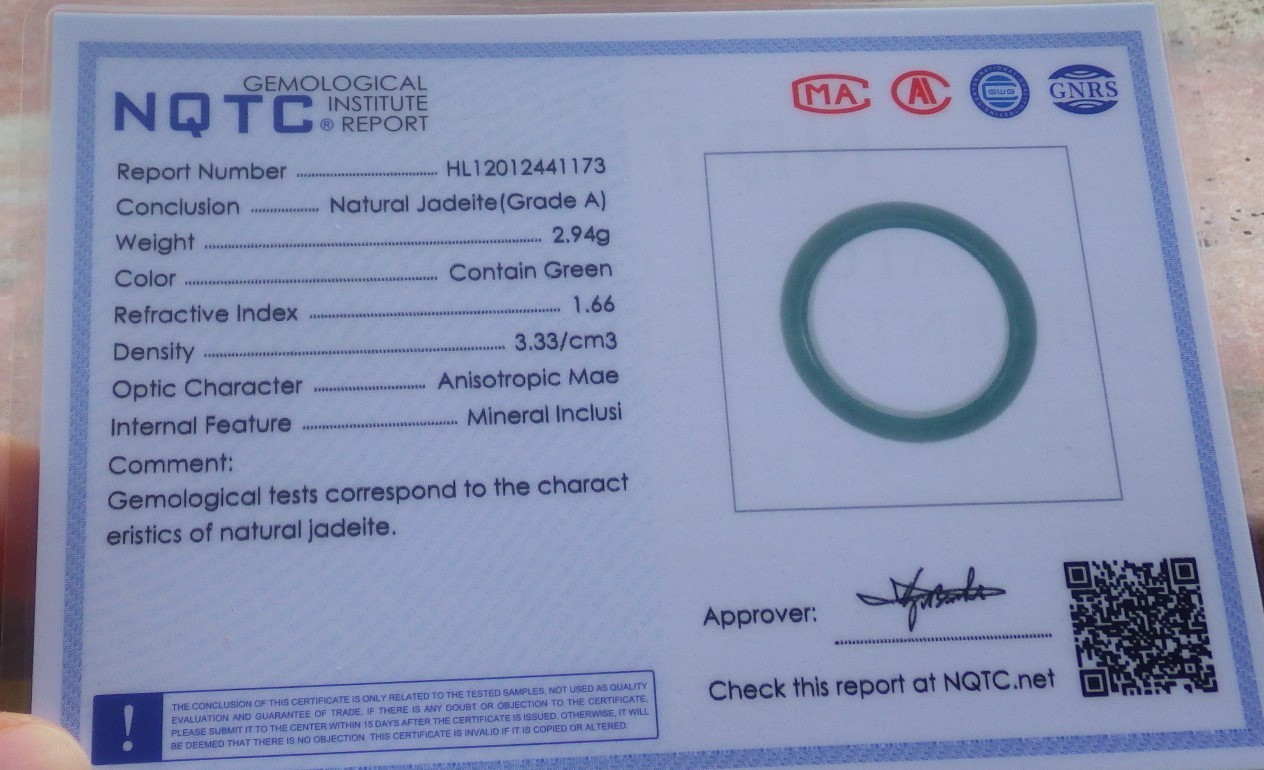 GEMOLOGICAL
NQTC® INSTITUTE
REPORT
MA
GWG
GNRS
Report Number ........................ HL12012441173
Conclusion ............ Natural Jadeite(Grade A)
Weight ........................ 2.94g
Color ........................ Contain Green
Refractive Index ........................ 1.66
Density ........................ 3.33/cm3
Optic Character ............ Anisotropic Mae
Internal Feature ............ Mineral Inclusi
Comment:
Gemological tests correspond to the charact
eristics of natural jadeite.
Approver:
Check this report at NQTC.net
! THE CONCLUSION OF THIS CERTIFICATE IS ONLY RELATED TO THE TESTED SAMPLES, NOT USED AS QUALITY
EVALUATION AND GUARANTEE OF TRADE, IF THERE IS ANY DOUBT OR OBJECTION TO THE CERTIFICATE,
PLEASE SUBMIT IT TO THE CENTER WITHIN 15 DAYS AFTER THE CERTIFICATE IS ISSUED. OTHERWISE, IT WILL
BE DEEMED THAT THERE IS NO OBJECTION. THIS CERTIFICATE IS INVALID IF IT IS COPIED OR ALTERED.